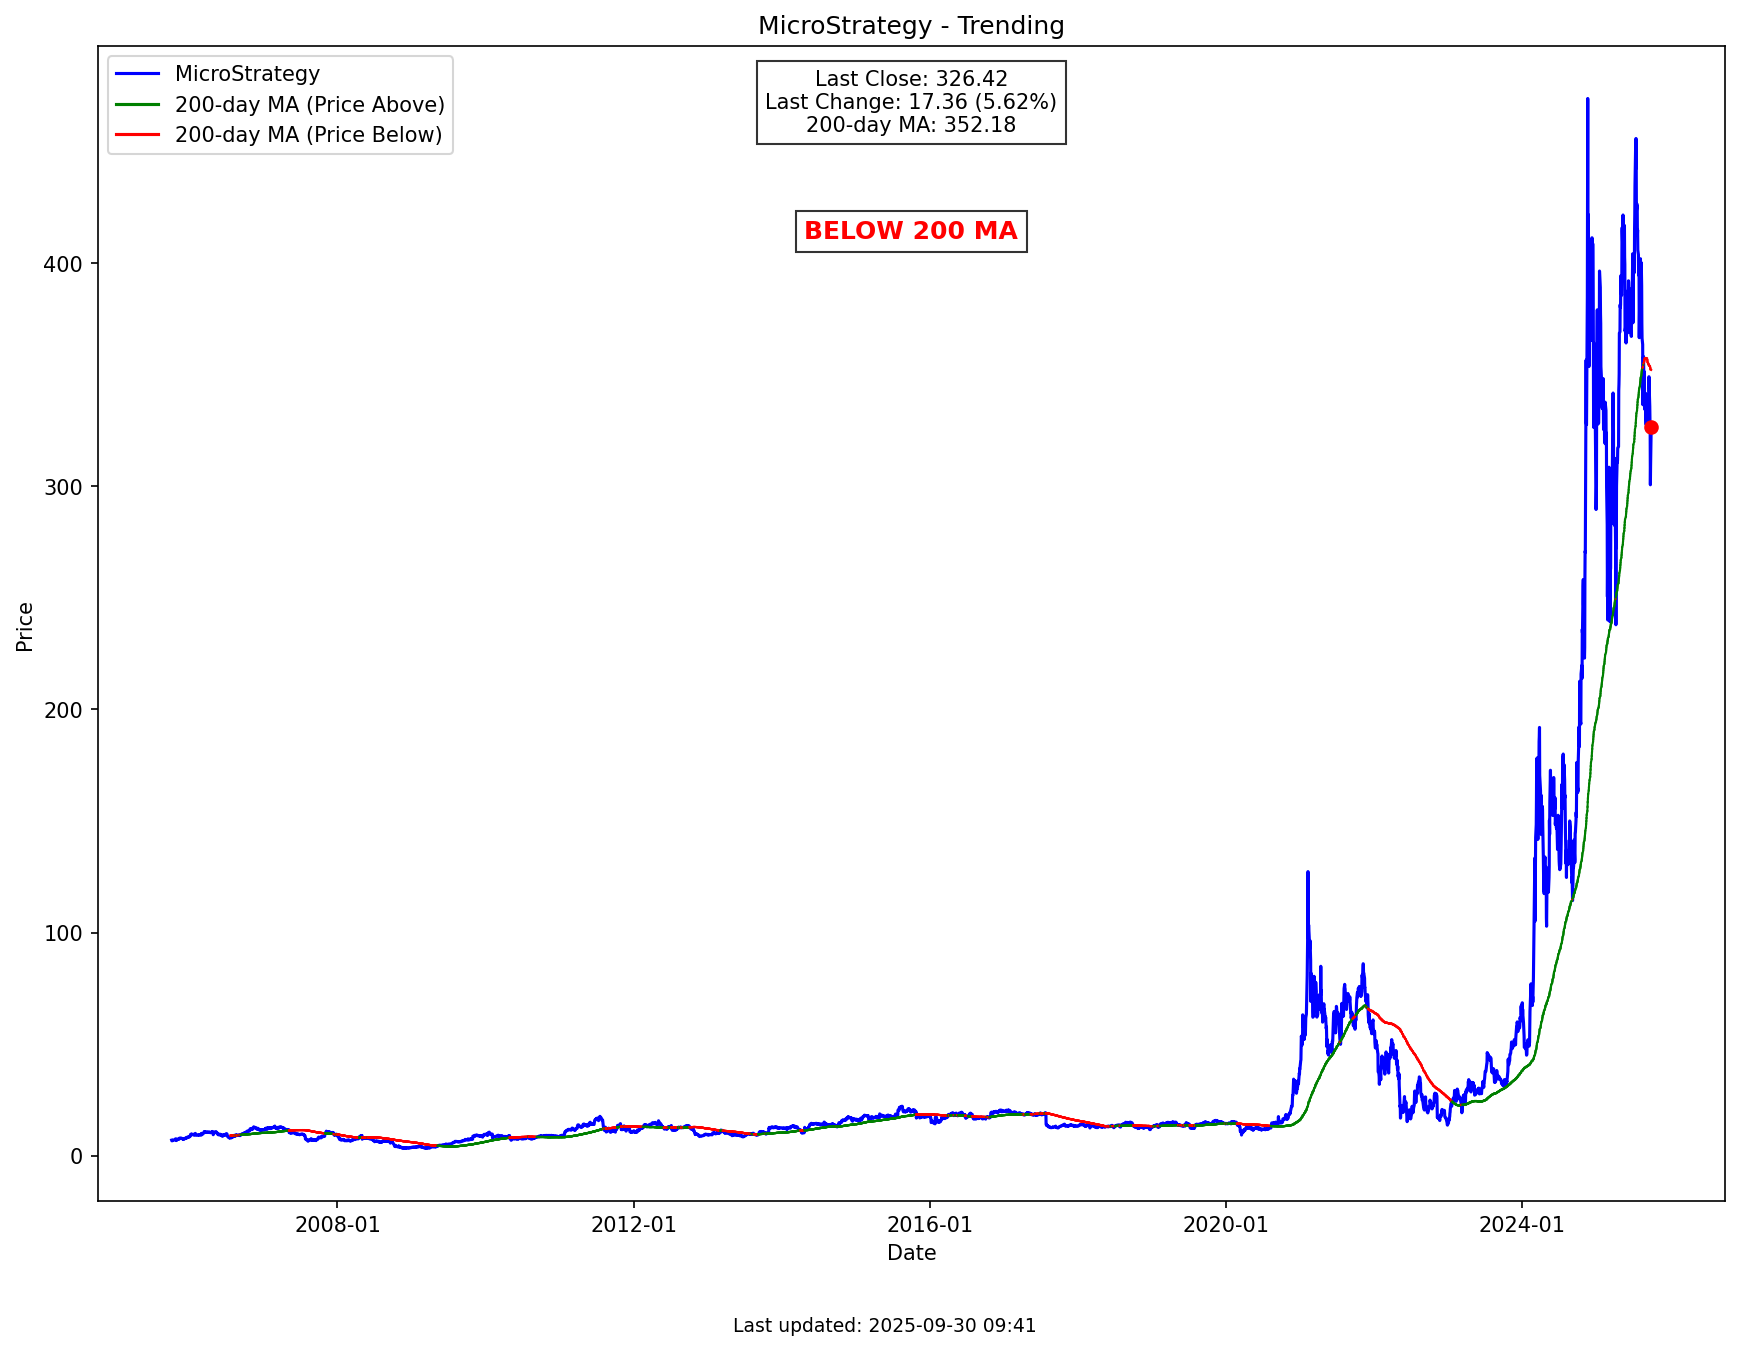 MicroStrategy - Trending
MicroStrategy
200-day MA (Price Above)
200-day MA (Price Below)
Last Close: 326.42
Last Change: 17.36 (5.62%)
200-day MA: 352.18
BELOW 200 MA
400
300
200
100
0
Price
2008-01
2012-01
2016-01
2020-01
2024-01
Date
Last updated: 2025-09-30 09:41